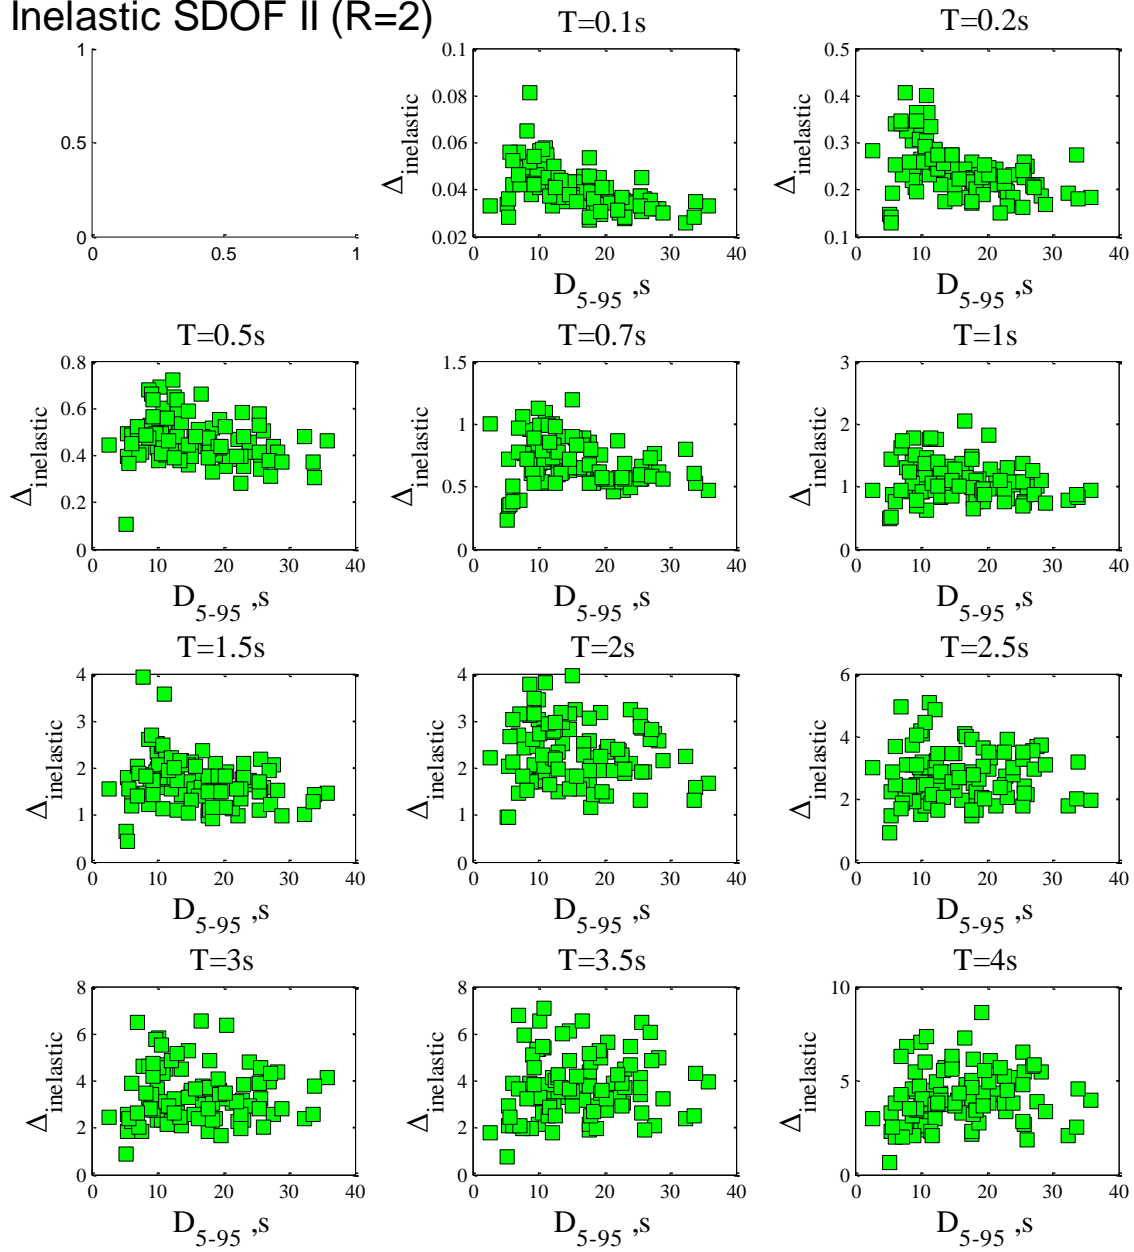 Inelastic SDOF II (R=2)
1
0.5
0
0 0.5 1
T=0.1s
0.1
0.08
0.06
0.04
0.02
Δinelastic
0 10 20 30 40
D5-95 ,s
T=0.2s
0.5
0.4
0.3
0.2
0.1
Δinelastic
0 10 20 30 40
D5-95 ,s
T=0.5s
0.8
0.6
0.4
0.2
0
Δinelastic
0 10 20 30 40
D5-95 ,s
T=0.7s
1.5
1
0.5
0
Δinelastic
0 10 20 30 40
D5-95 ,s
T=1s
3
2
1
0
Δinelastic
0 10 20 30 40
D5-95 ,s
T=1.5s
4
3
2
1
0
Δinelastic
0 10 20 30 40
D5-95 ,s
T=2s
4
3
2
1
0
Δinelastic
0 10 20 30 40
D5-95 ,s
T=2.5s
6
4
2
0
Δinelastic
0 10 20 30 40
D5-95 ,s
T=3s
8
6
4
2
0
Δinelastic
0 10 20 30 40
D5-95 ,s
T=3.5s
8
6
4
2
0
Δinelastic
0 10 20 30 40
D5-95 ,s
T=4s
10
5
0
Δinelastic
0 10 20 30 40
D5-95 ,s